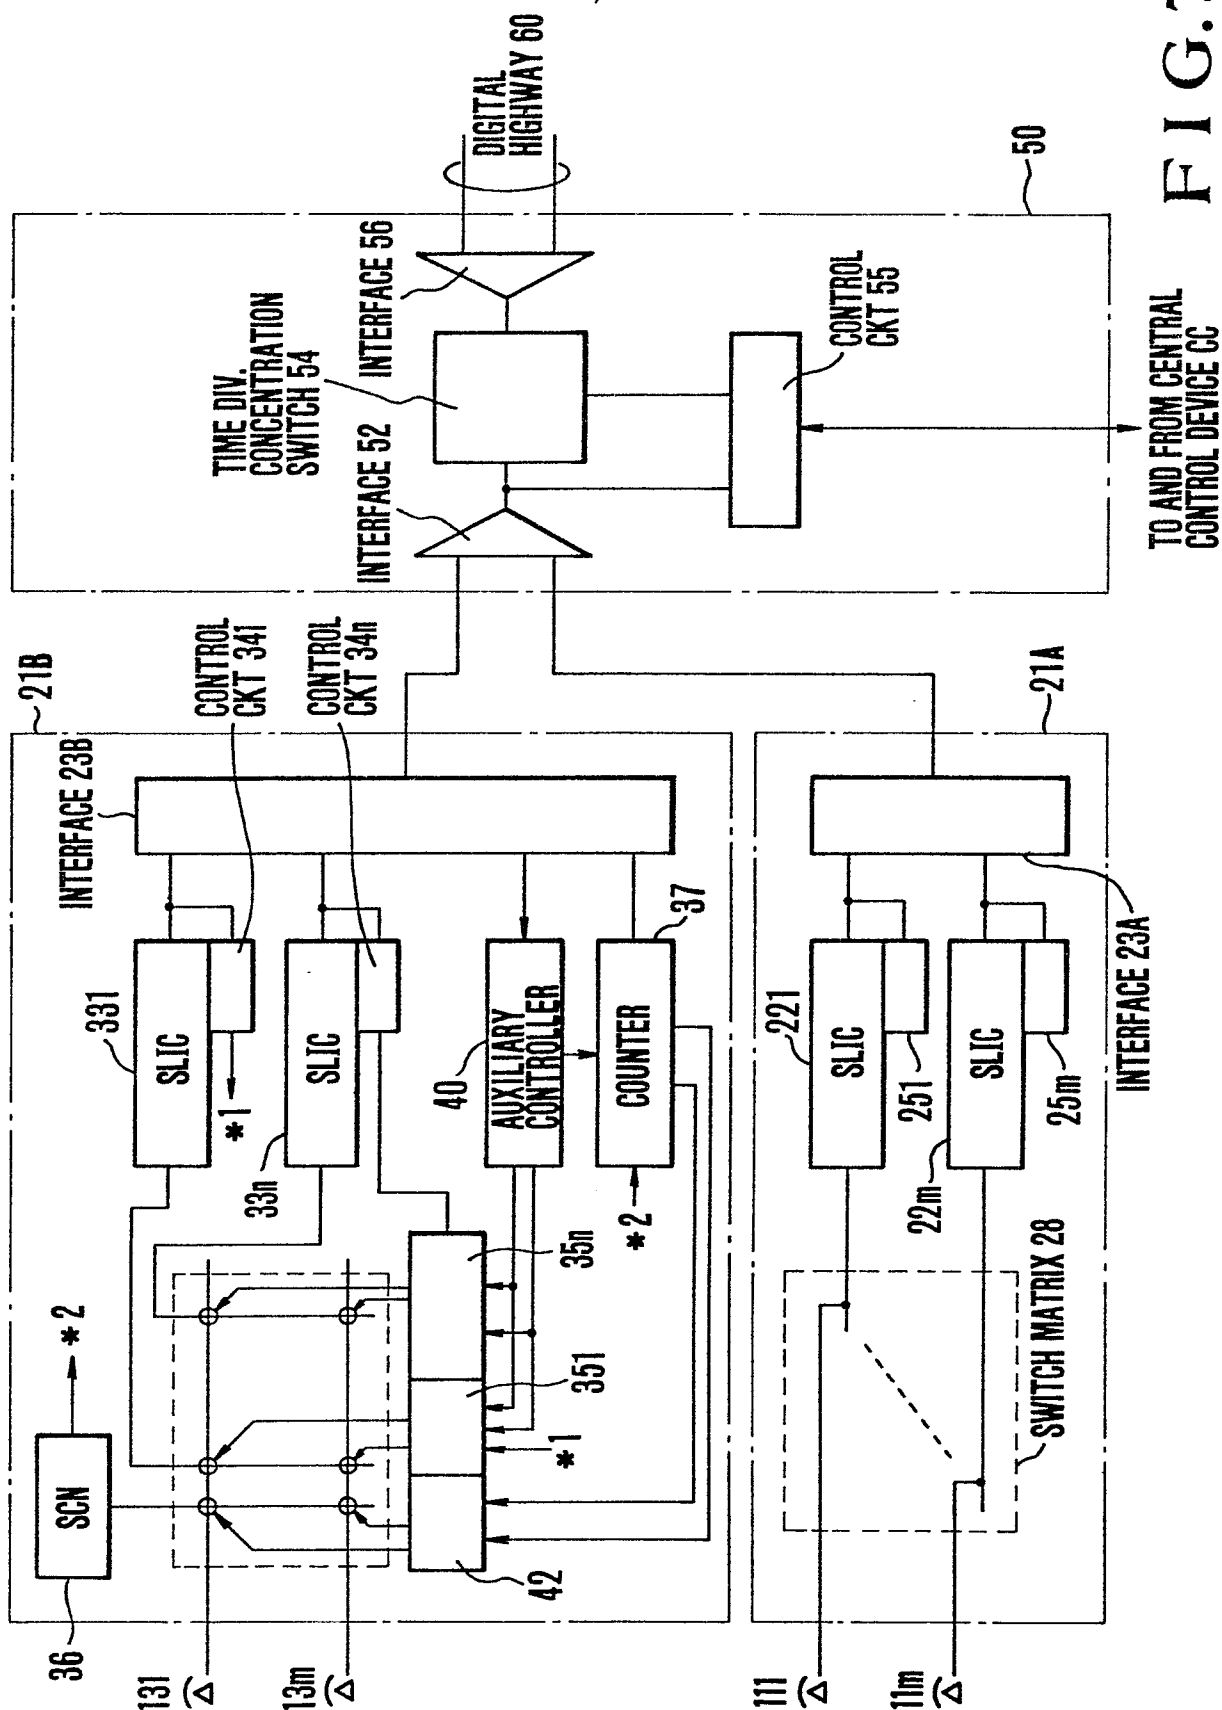 36
SCN
*2
21B
131
13m
331
SLIC
*1
33n
SLIC
CONTROL
CKT 341
CONTROL
CKT 34n
INTERFACE 23B
40
AUXILIARY
CONTROLLER
37
COUNTER
*2
35n
351
*1
42
111
11m
221
SLIC
251
22m
SLIC
25m
SWITCH MATRIX 28
INTERFACE 23A
21A
TIME DIV.
CONCENTRATION
SWITCH 54
INTERFACE 52
INTERFACE 56
DIGITAL
HIGHWAY 60
CONTROL
CKT 55
50
TO AND FROM CENTRAL
CONTROL DEVICE CC
FIG.